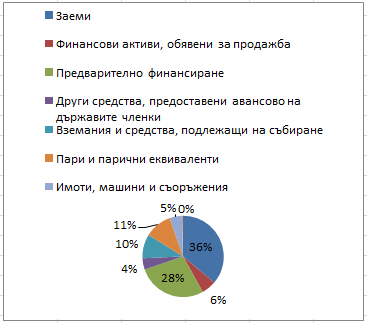 Заеми
Финансови активи, обявени за продажба
Предварително финансиране
Други средства, предоставени авансово на
държавите членки
Вземания и средства, подлежащи на събиране
Пари и парични еквиваленти
Имоти, машини и съоръжения
5% 0%
11%
36%
10%
4%
28%
6%